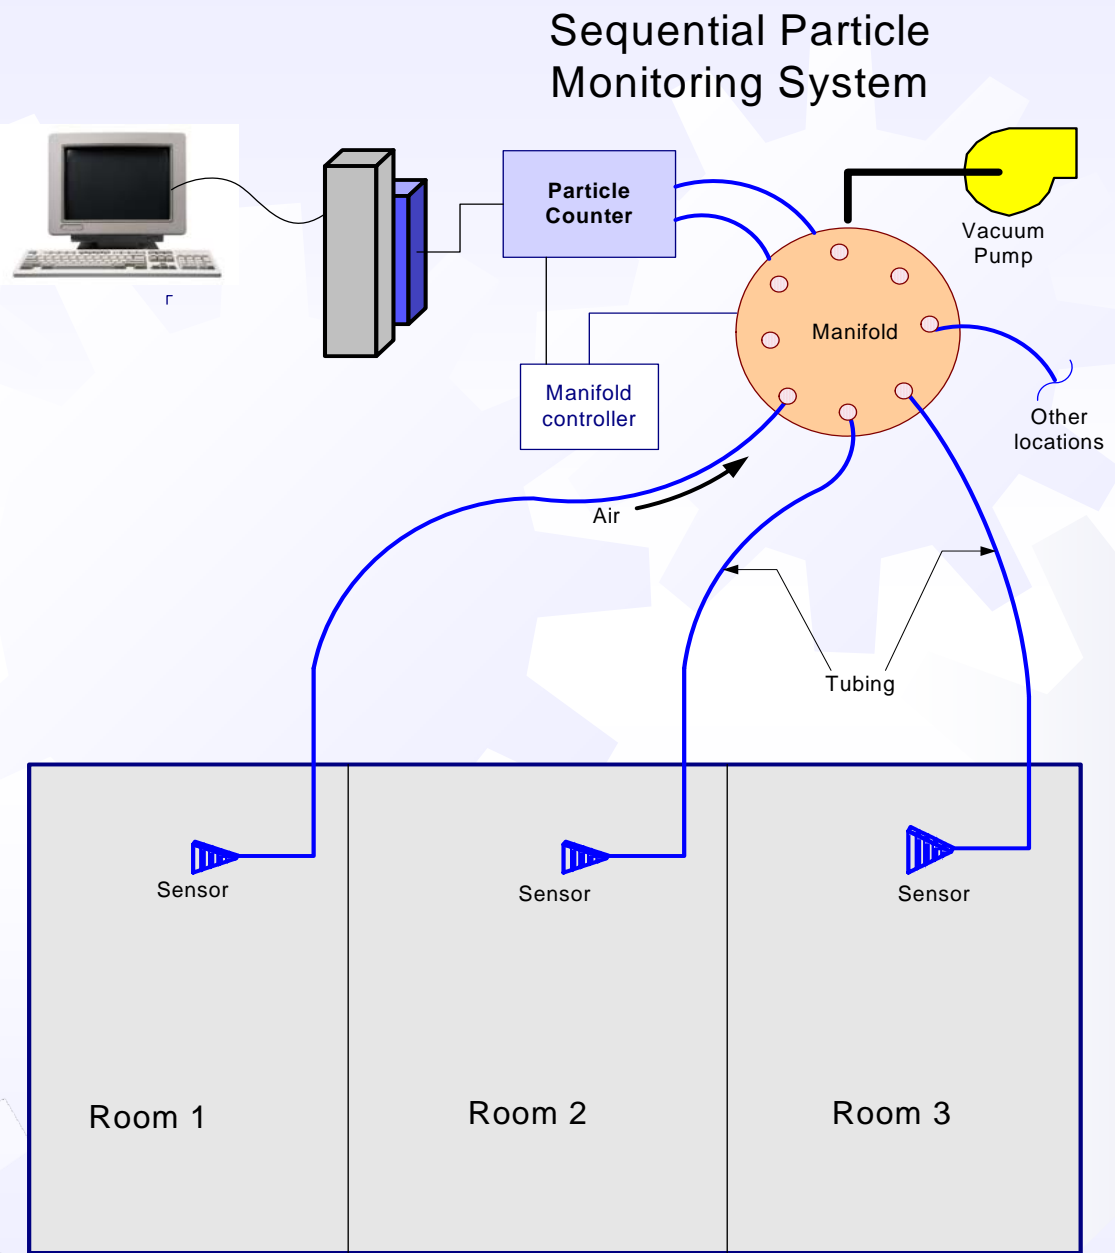 Sequential Particle
Monitoring System
Particle
Counter
Vacuum
Pump
Manifold
Manifold
controller
Other
locations
Air
Tubing
Sensor
Sensor
Sensor
Room 1
Room 2
Room 3